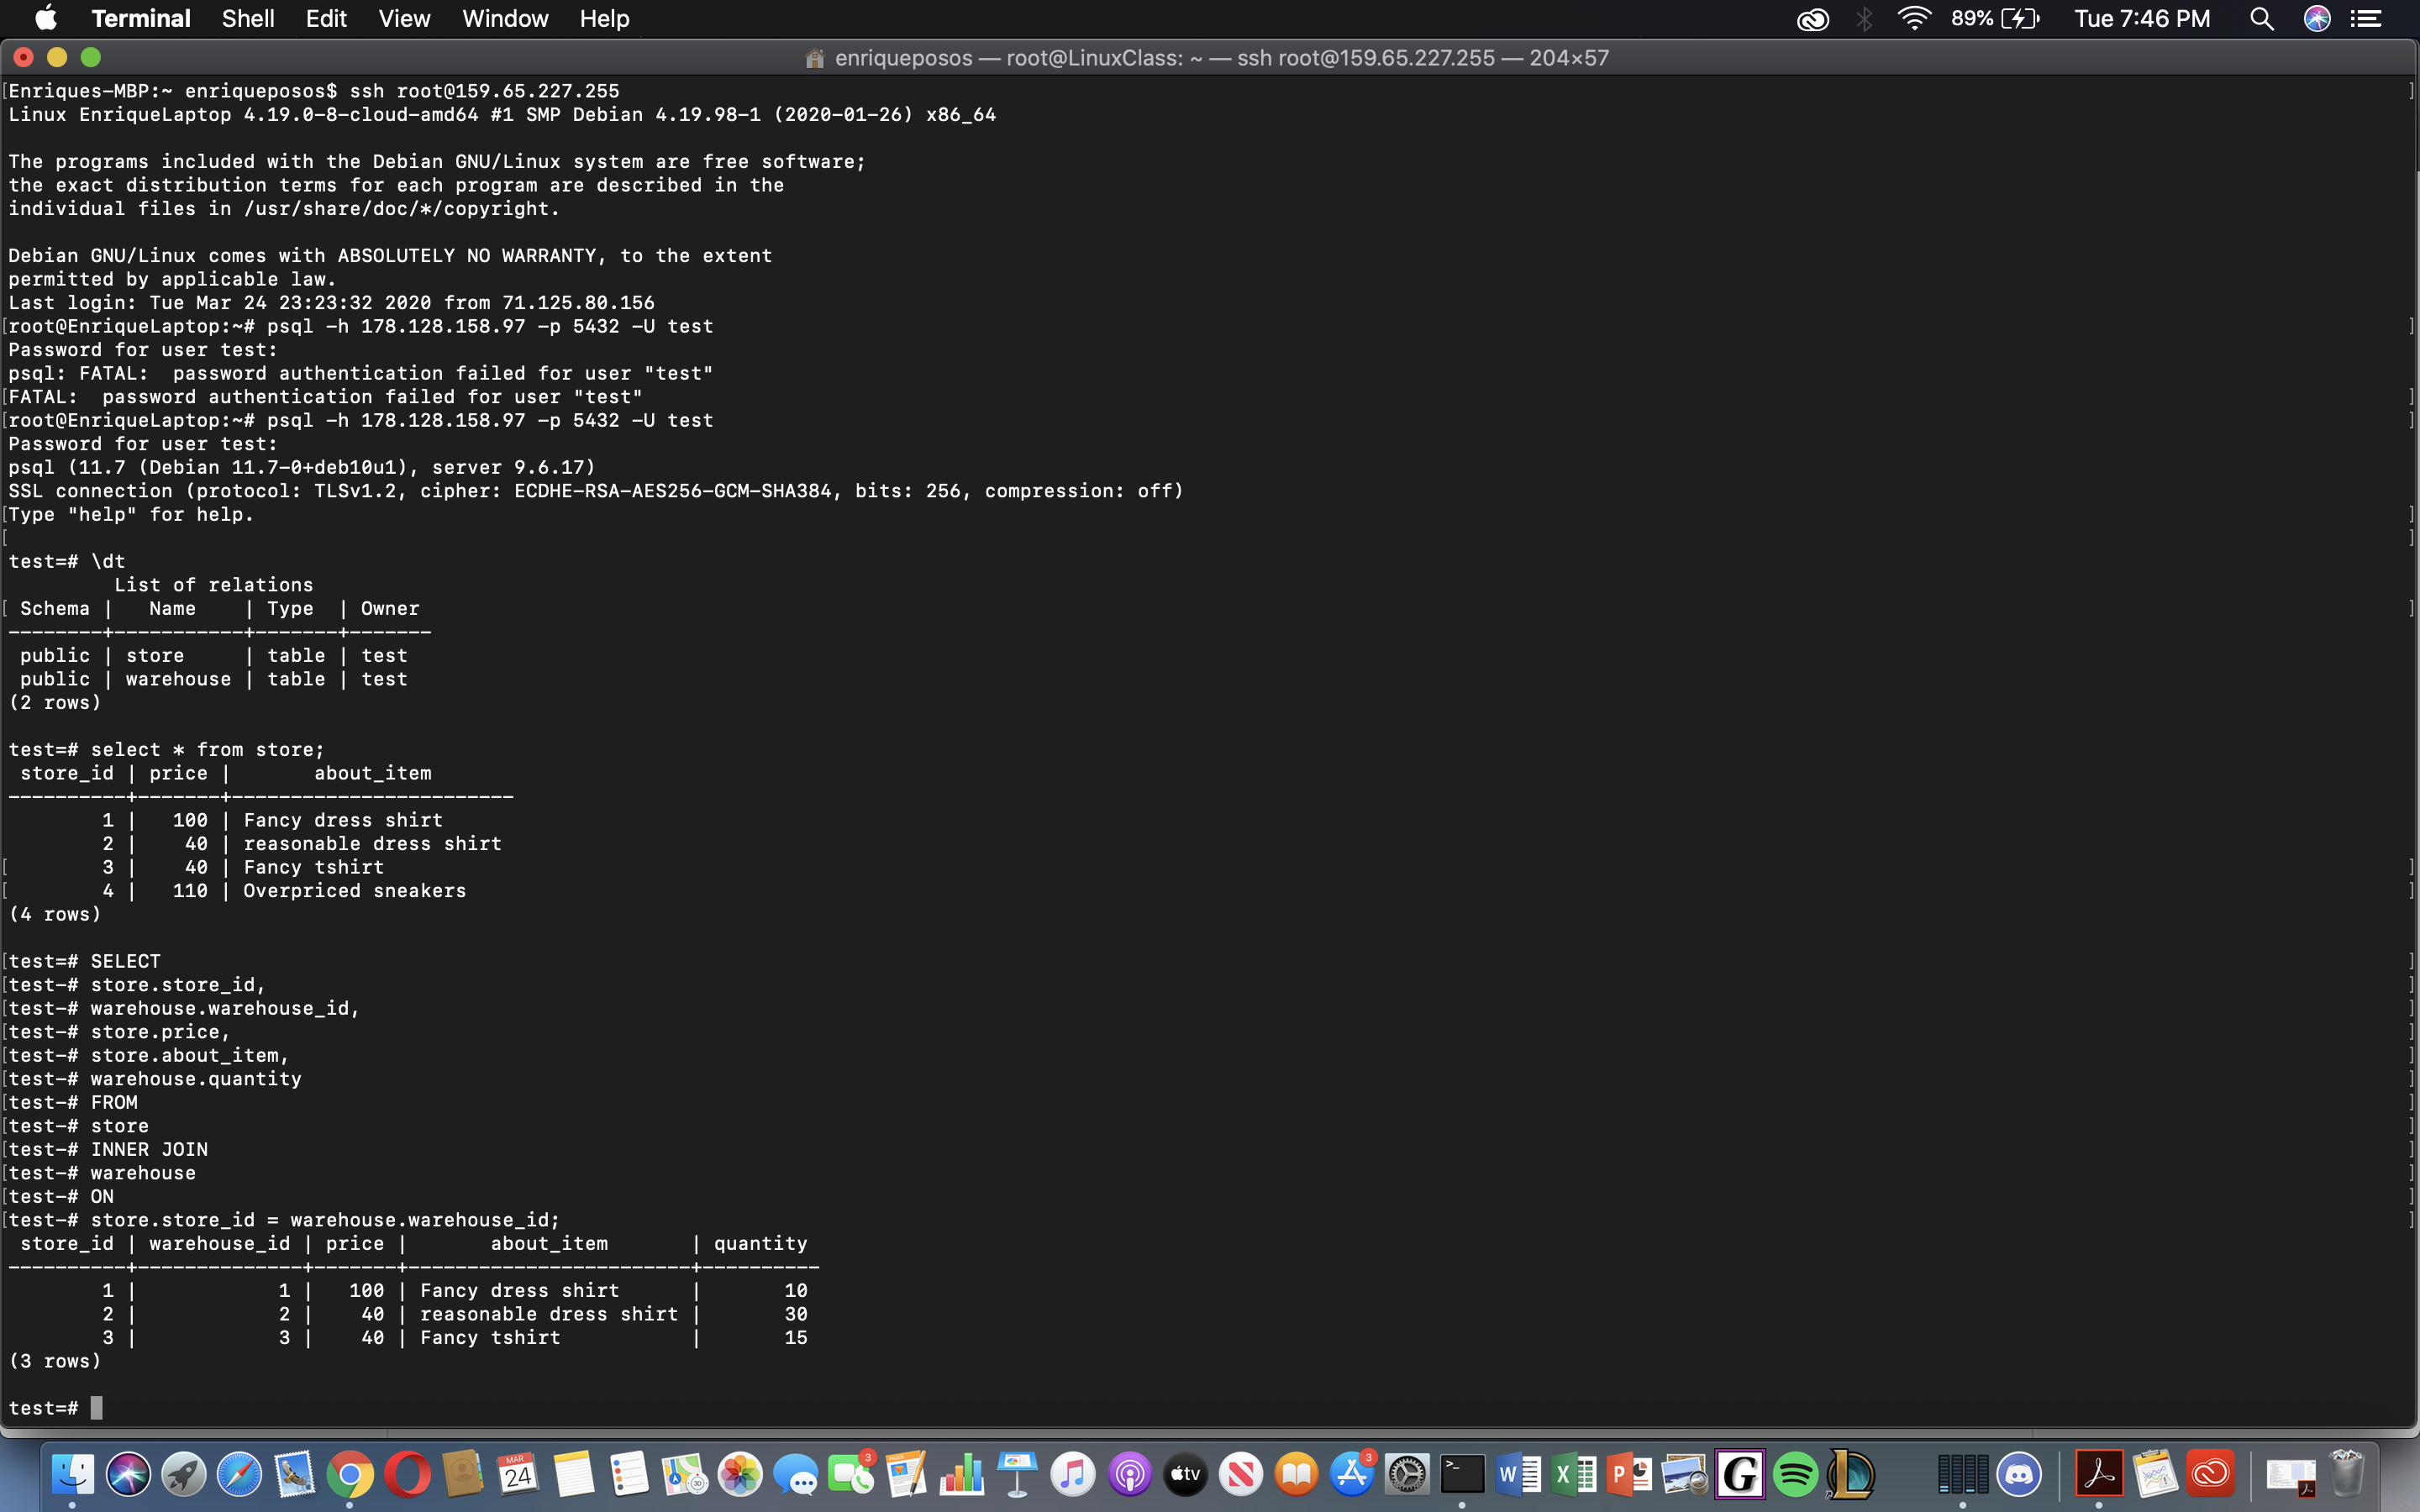 Terminal Shell Edit View Window Help 89% Tue 7:46 PM
enriqueposos — root@LinuxClass: ~ — ssh root@159.65.227.255 — 204×57
[Enriques-MBP:~ enriqueposos$ ssh root@159.65.227.255 ]
Linux EnriqueLaptop 4.19.0-8-cloud-amd64 #1 SMP Debian 4.19.98-1 (2020-01-26) x86_64
The programs included with the Debian GNU/Linux system are free software;
the exact distribution terms for each program are described in the
individual files in /usr/share/doc/*/copyright.
Debian GNU/Linux comes with ABSOLUTELY NO WARRANTY, to the extent
permitted by applicable law.
Last login: Tue Mar 24 23:23:32 2020 from 71.125.80.156
[root@EnriqueLaptop:~# psql -h 178.128.158.97 -p 5432 -U test ]
Password for user test:
psql: FATAL:  password authentication failed for user "test"
[FATAL:  password authentication failed for user "test" ]
[root@EnriqueLaptop:~# psql -h 178.128.158.97 -p 5432 -U test ]
Password for user test:
psql (11.7 (Debian 11.7-0+deb10u1), server 9.6.17)
SSL connection (protocol: TLSv1.2, cipher: ECDHE-RSA-AES256-GCM-SHA384, bits: 256, compression: off)
[Type "help" for help. ]
[ ]
test=# \dt
List of relations
[ Schema |   Name    | Type  | Owner ]
--------+-----------+-------+-------
public | store     | table | test
public | warehouse | table | test
(2 rows)
test=# select * from store;
store_id | price |       about_item
----------+-------+------------------------
1 |   100 | Fancy dress shirt
2 |    40 | reasonable dress shirt
[ 3 |    40 | Fancy tshirt ]
[ 4 |   110 | Overpriced sneakers ]
(4 rows)
[test=# SELECT ]
[test-# store.store_id, ]
[test-# warehouse.warehouse_id, ]
[test-# store.price, ]
[test-# store.about_item, ]
[test-# warehouse.quantity ]
[test-# FROM ]
[test-# store ]
[test-# INNER JOIN ]
[test-# warehouse ]
[test-# ON ]
[test-# store.store_id = warehouse.warehouse_id; ]
store_id | warehouse_id | price |       about_item       | quantity
----------+--------------+-------+------------------------+----------
1 |            1 |   100 | Fancy dress shirt      |       10
2 |            2 |    40 | reasonable dress shirt |       30
3 |            3 |    40 | Fancy tshirt           |       15
(3 rows)
test=#
MAR 24 3 tv 3 >_ W X P G L